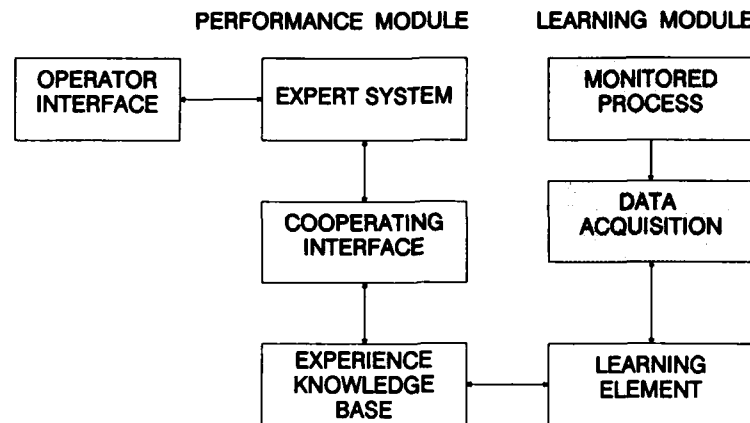 PERFORMANCE MODULE
LEARNING MODULE
OPERATOR
INTERFACE
EXPERT SYSTEM
MONITORED
PROCESS
COOPERATING
INTERFACE
DATA
ACQUISITION
EXPERIENCE
KNOWLEDGE
BASE
LEARNING
ELEMENT